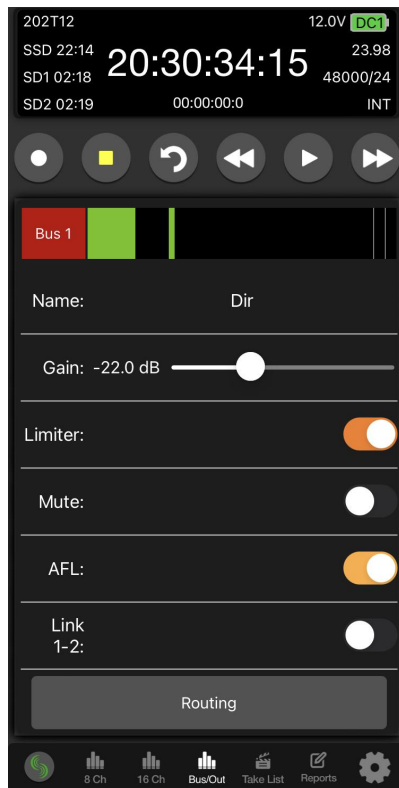 202T12
12.0V DC1
SSD 22:14
20:30:34:15
23.98
SD1 02:18
48000/24
SD2 02:19
00:00:00:0
INT
Bus 1
Name: Dir
Gain: -22.0 dB
Limiter:
Mute:
AFL:
Link
1-2:
Routing
8 Ch
16 Ch
Bus/Out
Take List
Reports